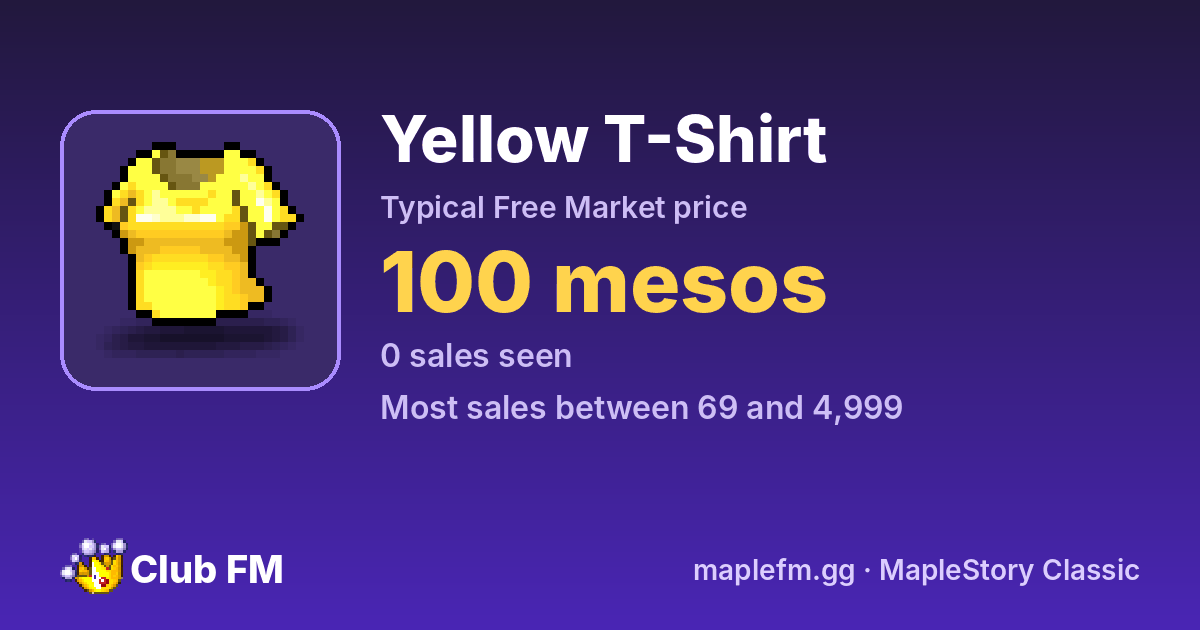 Yellow T-Shirt
Typical Free Market price
100 mesos
0 sales seen
Most sales between 69 and 4,999
Club FM
maplefm.gg · MapleStory Classic